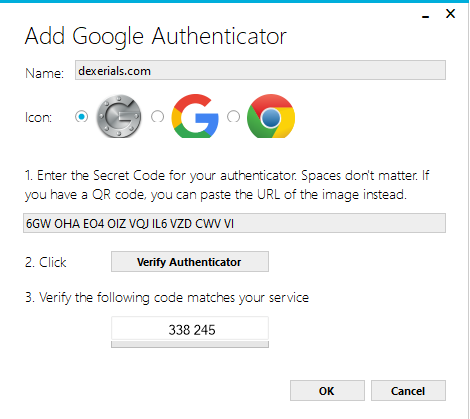 Add Google Authenticator
Name: dexerials.com
Icon:
1. Enter the Secret Code for your authenticator. Spaces don't matter. If
you have a QR code, you can paste the URL of the image instead.
6GW OHA EO4 OIZ VQJ IL6 VZD CWV VI
2. Click Verify Authenticator
3. Verify the following code matches your service
338 245
OK Cancel